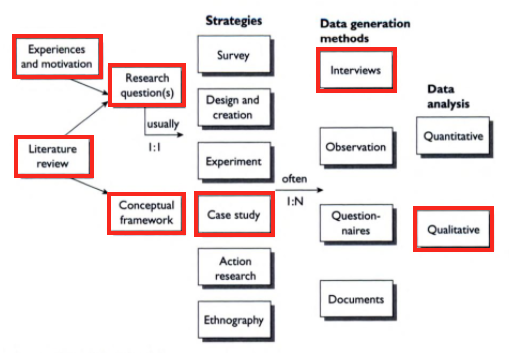 Experiences
and motivation
Literature
review
Research
question(s)
usually
1:1
Conceptual
framework
Strategies
Survey
Design and
creation
Experiment
Case study
Action
research
Ethnography
often
1:N
Data generation
methods
Interviews
Observation
Question-
naires
Documents
Data
analysis
Quantitative
Qualitative